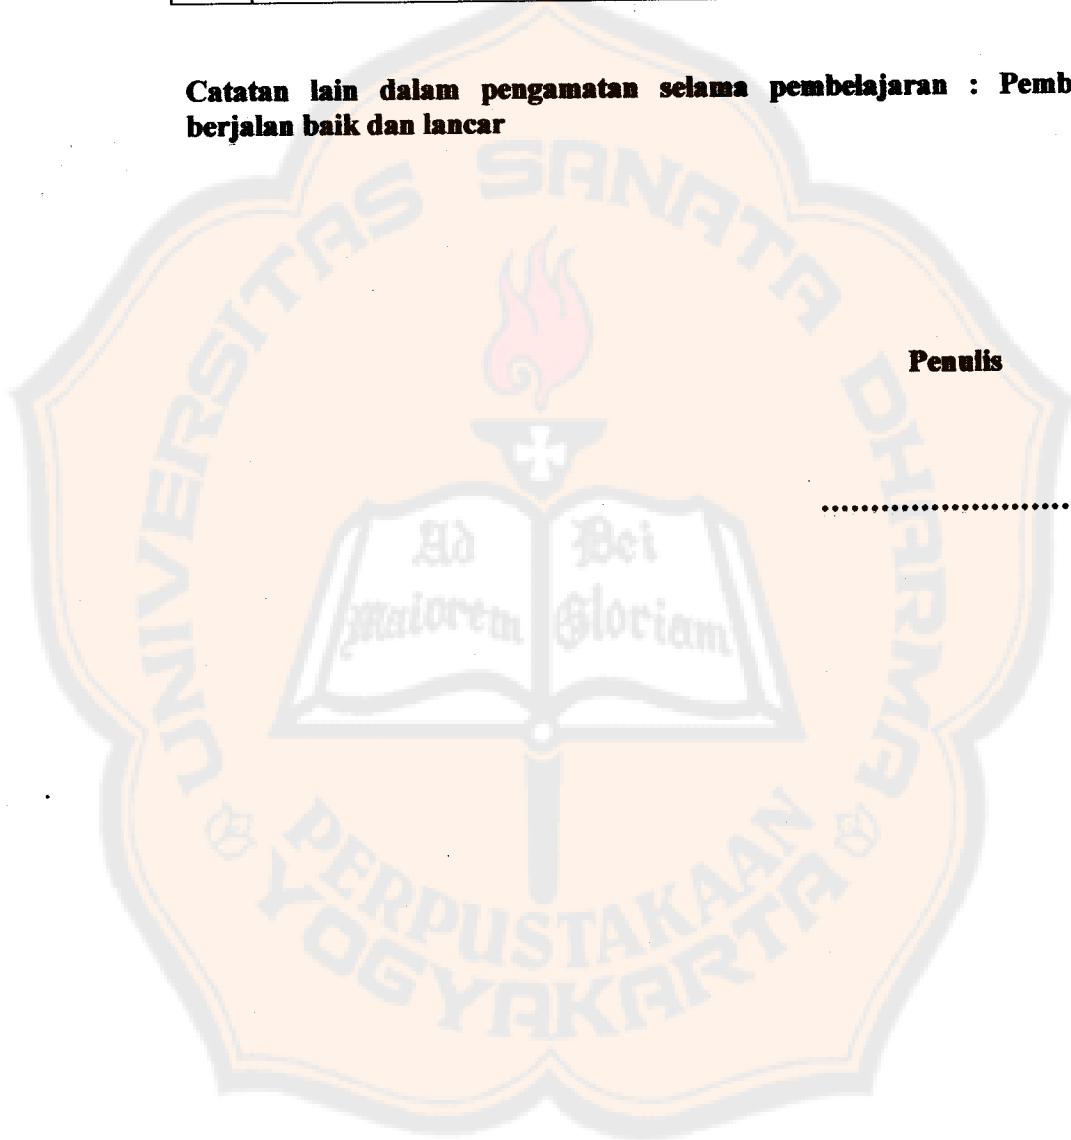 Catatan lain dalam pengamatan selama pembelajaran : Pemb
berjalan baik dan lancar
Penulis
........................
UNIVERSITAS SANATA DHARMA
Ad Dei
Maiorem Gloriam
PERPUSTAKAAN
YOGYAKARTA